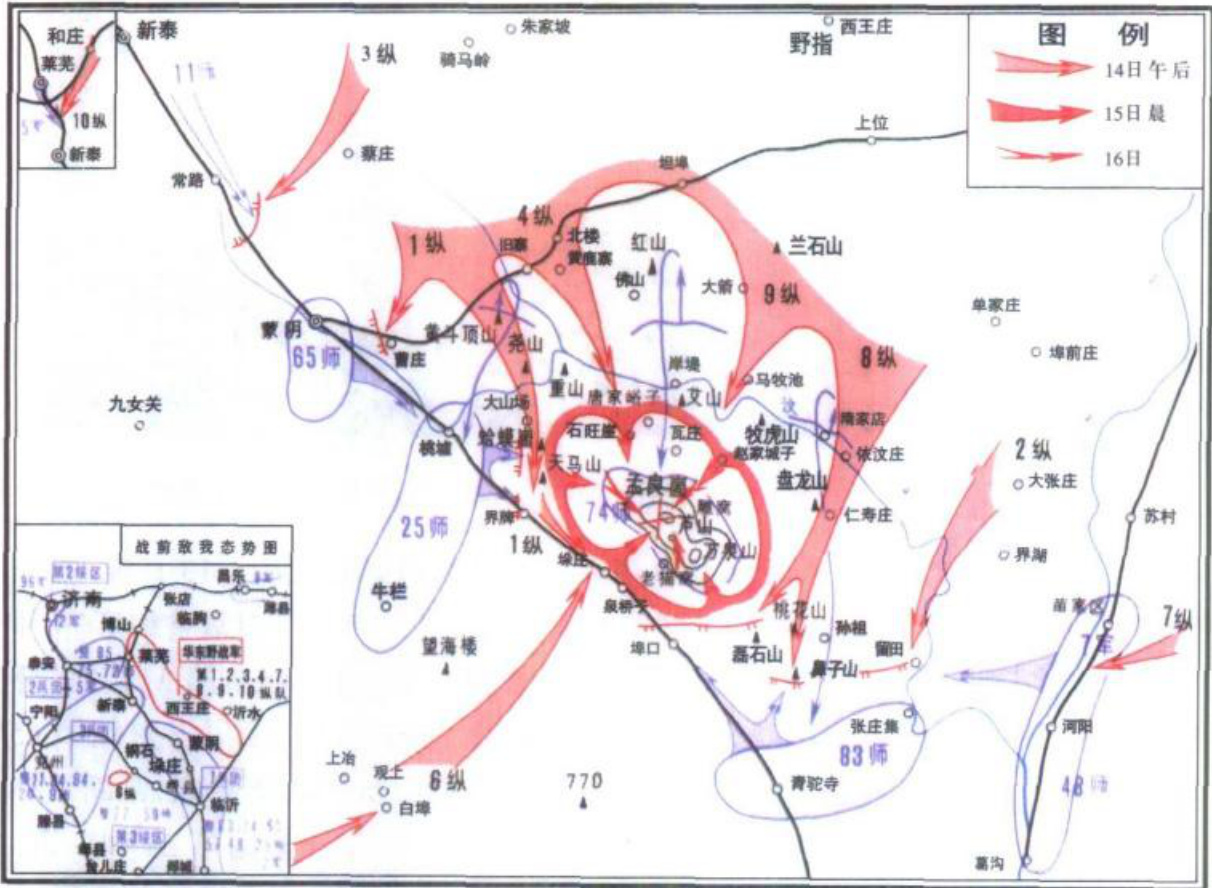 和庄
莱芜
10纵
新泰
新泰
11师
3纵
朱家坡
骑马岭
野指
西王庄
图 例
14日午后
15日晨
16日
上位
蔡庄
常路
坦埠
4纵
1纵
旧寨
北楼
黄鹿寨
红山
佛山
兰石山
大箭
9纵
8纵
单家庄
埠前庄
蒙阴
65师
曹庄
黄斗顶山
尧山
重山
岸堤
马牧池
艾山
唐家峪子
九女关
大山场
桃墟
石旺崖
瓦庄
汶
牧虎山
隋家店
依汶庄
赵家城子
天马山
孟良崮
74师
雕窝
芦山
万泉山
老猫窝
盘龙山
仁寿庄
2纵
大张庄
苏村
界湖
界牌
25师
1纵
垛庄
泉桥子
牛栏
望海楼
埠口
桃花山
磊石山
孙祖
鼻子山
留田
苗家区
7军
7纵
张庄集
河阳
83师
青驼寺
48师
葛沟
上冶
观上
白埠
6纵
770
战前敌我态势图
第2绥区
昌乐
8军
潍县
96军
济南
12军
张店
临朐
博山
莱芜
华东野战军
第1.2.3.4.7.
8.9.10纵队
泰安
新泰
西王庄
沂水
宁阳
蒙阴
兖州
垛庄
6纵
临沂
滕县
第3绥区
峄县